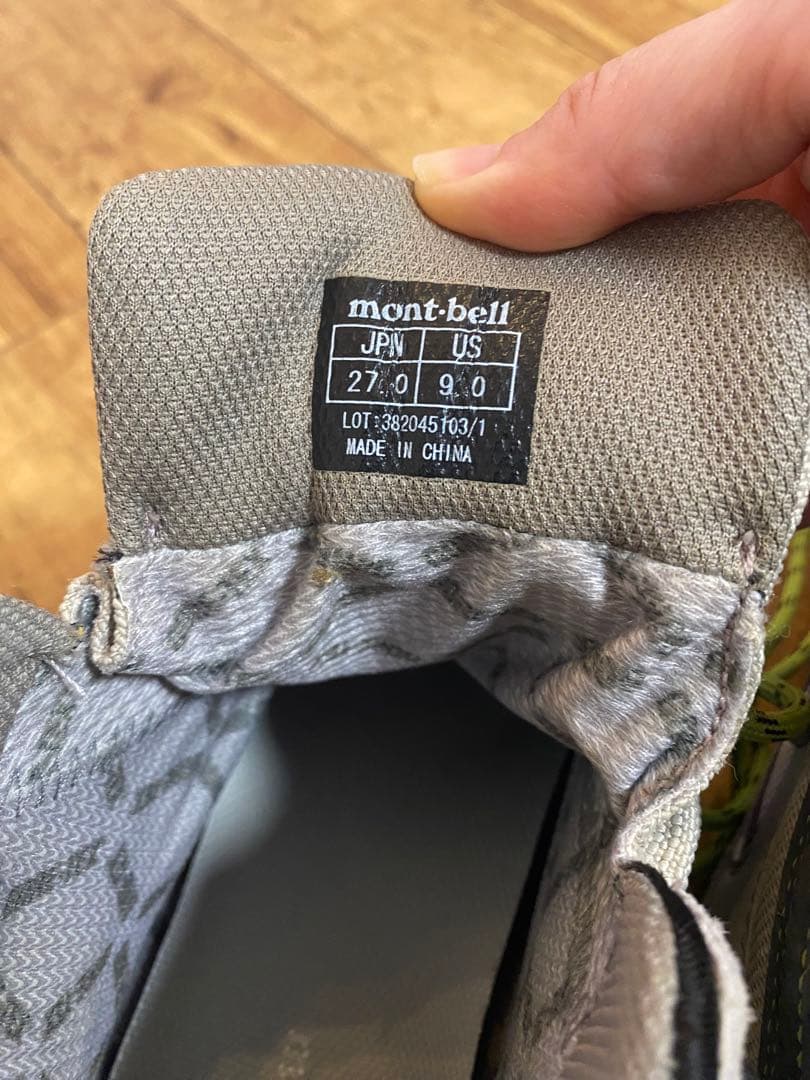 mont·bell
JPN US
27.0 9.0
LOT:382045103/1
MADE IN CHINA